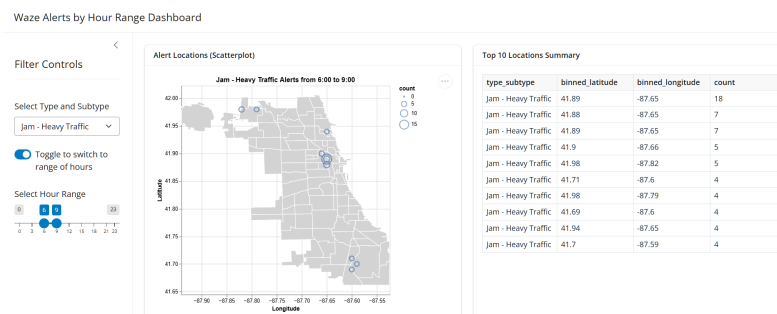 Waze Alerts by Hour Range Dashboard
Filter Controls
Select Type and Subtype
Jam - Heavy Traffic
Toggle to switch to
range of hours
Select Hour Range
0 6 9 23
0 3 6 9 12 15 18 21 23
Alert Locations (Scatterplot)
Jam - Heavy Traffic Alerts from 6:00 to 9:00
Latitude
42.00
41.95
41.90
41.85
41.80
41.75
41.70
41.65
−87.90 −87.85 −87.80 −87.75 −87.70 −87.65 −87.60 −87.55
Longitude
count
0
5
10
15
Top 10 Locations Summary
type_subtype binned_latitude binned_longitude count
Jam - Heavy Traffic 41.89 -87.65 18
Jam - Heavy Traffic 41.88 -87.65 7
Jam - Heavy Traffic 41.89 -87.65 7
Jam - Heavy Traffic 41.9 -87.66 5
Jam - Heavy Traffic 41.98 -87.82 5
Jam - Heavy Traffic 41.71 -87.6 4
Jam - Heavy Traffic 41.98 -87.79 4
Jam - Heavy Traffic 41.69 -87.6 4
Jam - Heavy Traffic 41.94 -87.65 4
Jam - Heavy Traffic 41.7 -87.59 4